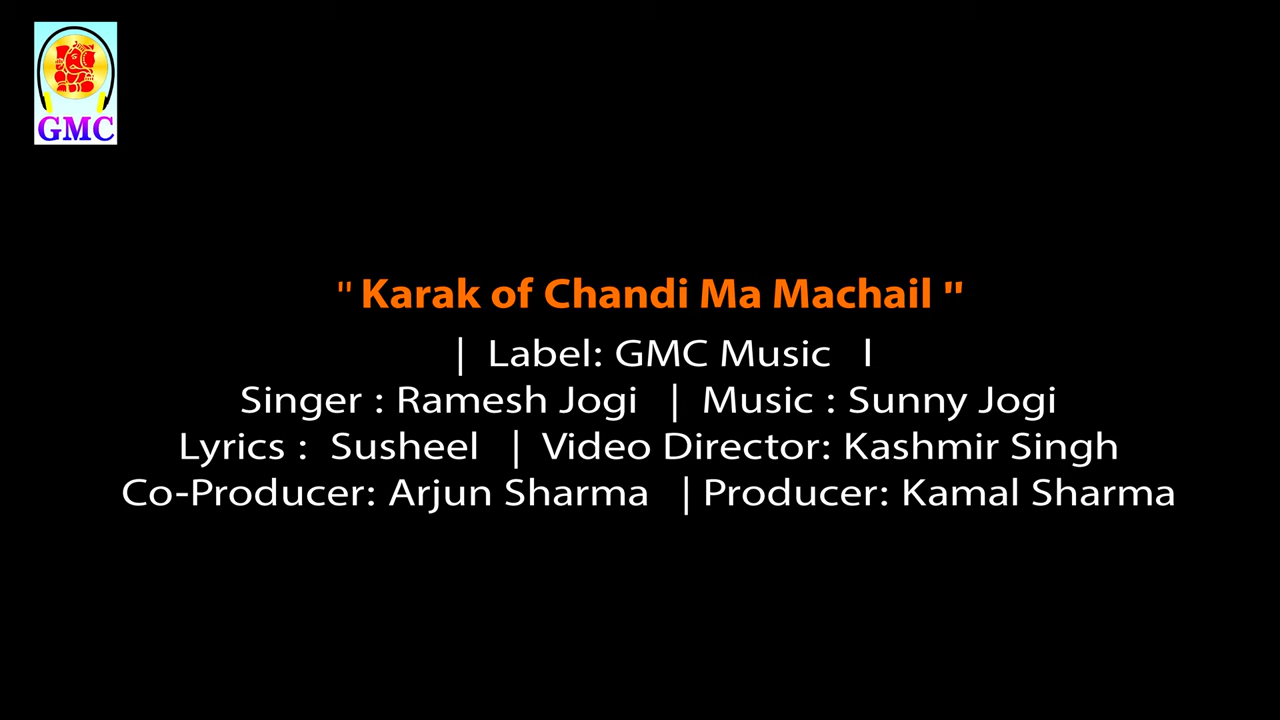 GMC
" Karak of Chandi Ma Machail "
| Label: GMC Music l
Singer : Ramesh Jogi | Music : Sunny Jogi
Lyrics : Susheel | Video Director: Kashmir Singh
Co-Producer: Arjun Sharma | Producer: Kamal Sharma